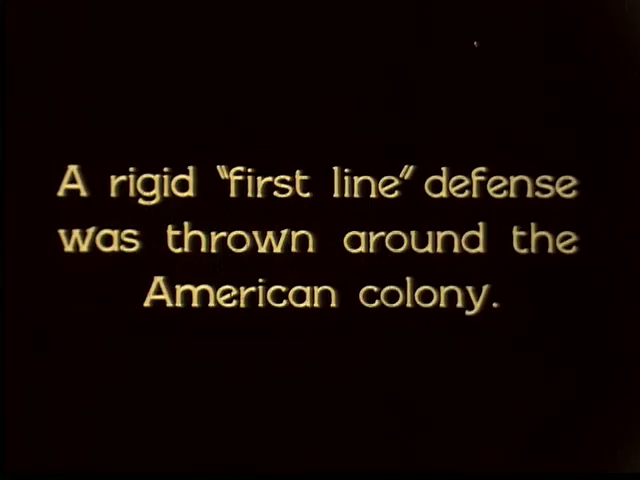 A rigid "first line" defense
was thrown around the
American colony.